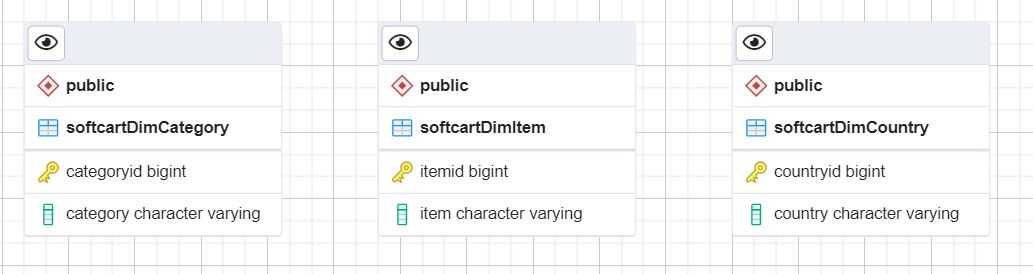 public
softcartDimCategory
categoryid bigint
category character varying
public
softcartDimItem
itemid bigint
item character varying
public
softcartDimCountry
countryid bigint
country character varying